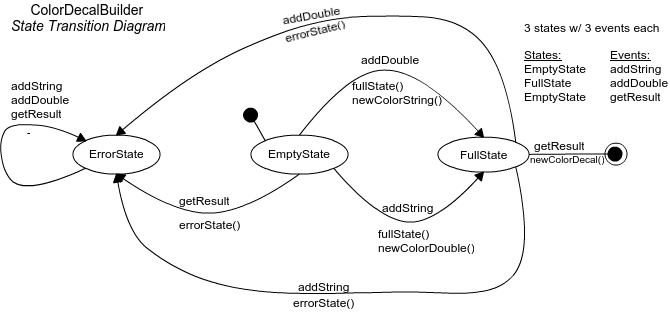 ColorDecalBuilder
State Transition Diagram
3 states w/ 3 events each
States: Events:
EmptyState addString
FullState addDouble
EmptyState getResult
addDouble
errorState()
addDouble
fullState()
newColorString()
addString
addDouble
getResult
-
ErrorState
EmptyState
FullState
getResult
newColorDecal()
getResult
errorState()
addString
fullState()
newColorDouble()
addString
errorState()